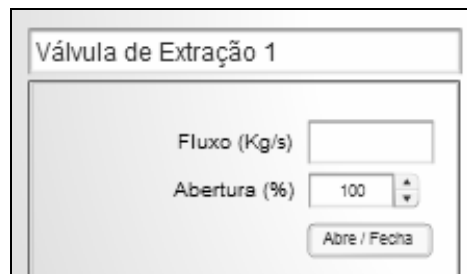 Válvula de Extração 1
Fluxo (Kg/s)
Abertura (%) 100
Abre / Fecha